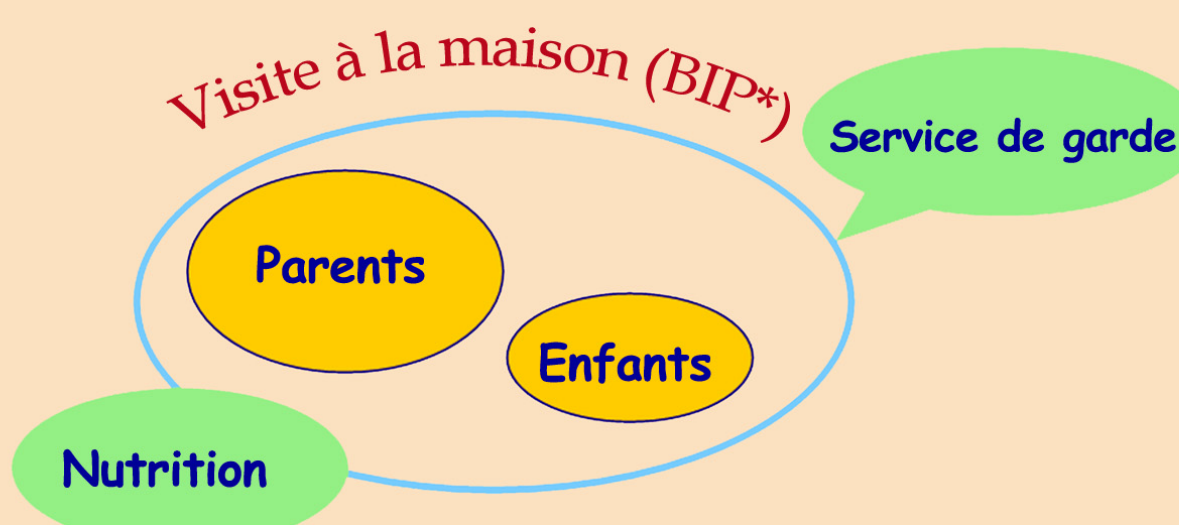 Visite à la maison (BIP*)
Service de garde
Parents
Enfants
Nutrition